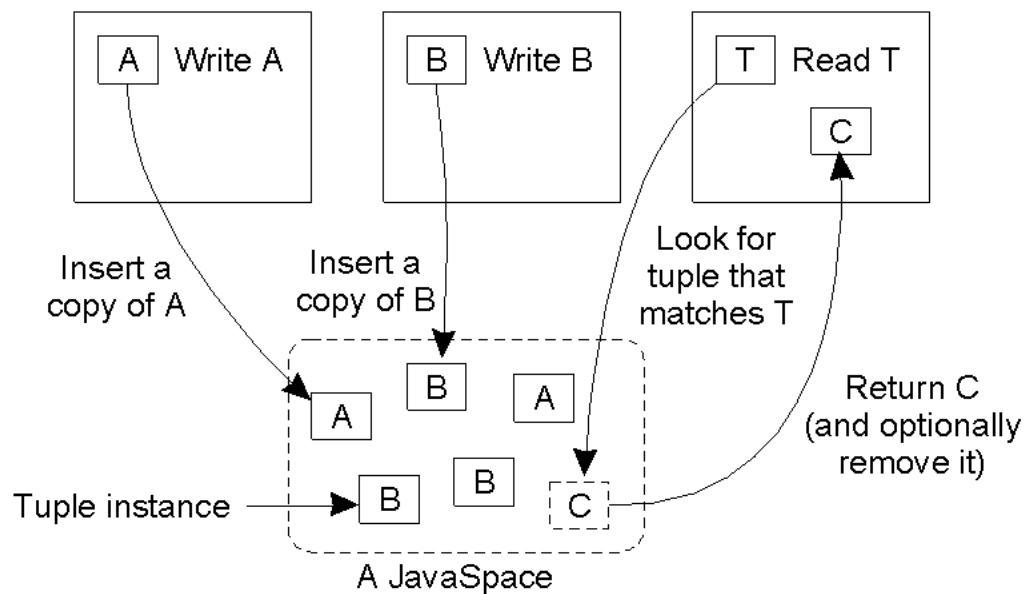 A Write A
B Write B
T Read T
C
Insert a
copy of A
Insert a
copy of B
Look for
tuple that
matches T
Return C
(and optionally
remove it)
A
B
A
Tuple instance
B
B
C
A JavaSpace